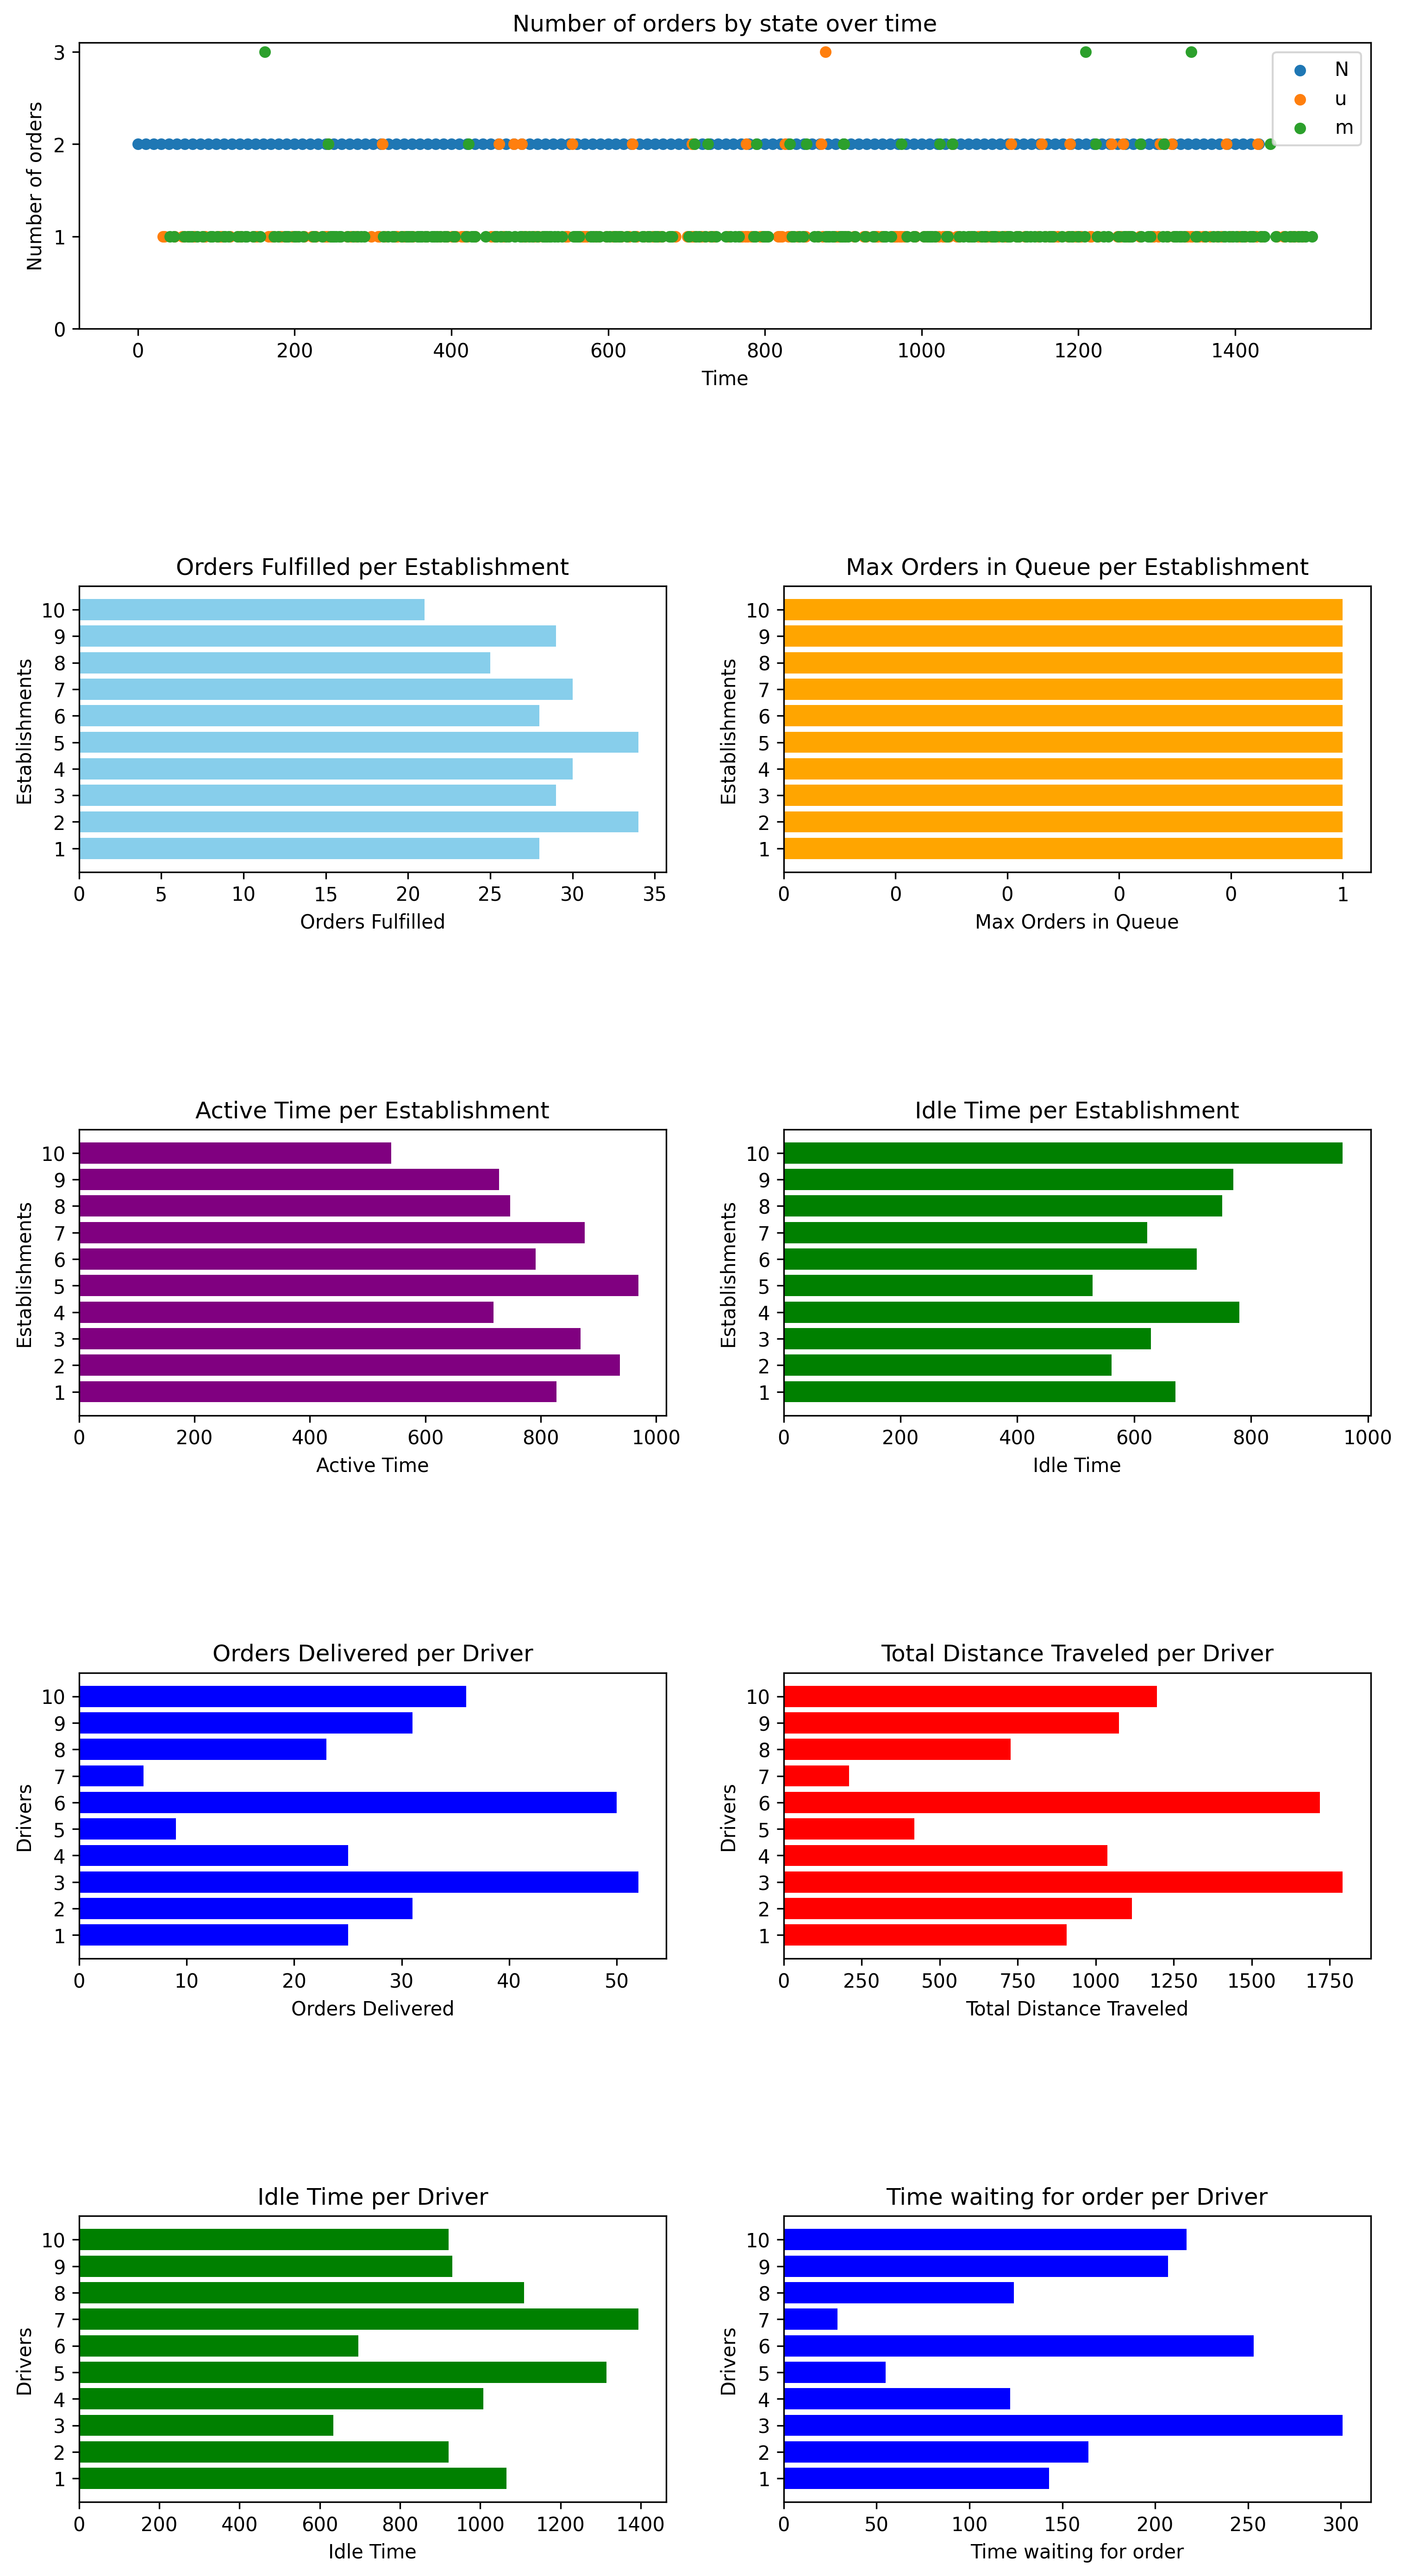 Number of orders by state over time
Number of orders
3
2
1
0
N
u
m
0 200 400 600 800 1000 1200 1400
Time
Orders Fulfilled per Establishment
Establishments
10
9
8
7
6
5
4
3
2
1
0 5 10 15 20 25 30 35
Orders Fulfilled
Max Orders in Queue per Establishment
Establishments
10
9
8
7
6
5
4
3
2
1
0 0 0 0 0 1
Max Orders in Queue
Active Time per Establishment
Establishments
10
9
8
7
6
5
4
3
2
1
0 200 400 600 800 1000
Active Time
Idle Time per Establishment
Establishments
10
9
8
7
6
5
4
3
2
1
0 200 400 600 800 1000
Idle Time
Orders Delivered per Driver
Drivers
10
9
8
7
6
5
4
3
2
1
0 10 20 30 40 50
Orders Delivered
Total Distance Traveled per Driver
Drivers
10
9
8
7
6
5
4
3
2
1
0 250 500 750 1000 1250 1500 1750
Total Distance Traveled
Idle Time per Driver
Drivers
10
9
8
7
6
5
4
3
2
1
0 200 400 600 800 1000 1200 1400
Idle Time
Time waiting for order per Driver
Drivers
10
9
8
7
6
5
4
3
2
1
0 50 100 150 200 250 300
Time waiting for order